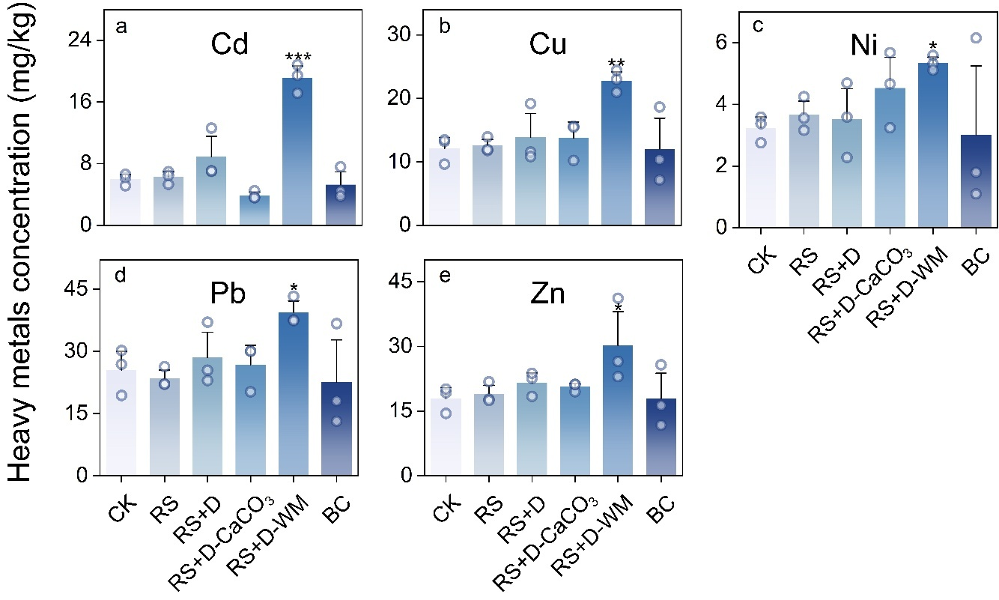 Heavy metals concentration (mg/kg)
a
Cd
24
16
8
0
***
b
Cu
30
20
10
0
**
c
Ni
6
4
2
0
*
CK
RS
RS+D
RS+D-CaCO₃
RS+D-WM
BC
d
Pb
45
30
15
0
*
CK
RS
RS+D
RS+D-CaCO₃
RS+D-WM
BC
e
Zn
45
30
15
0
*
CK
RS
RS+D
RS+D-CaCO₃
RS+D-WM
BC